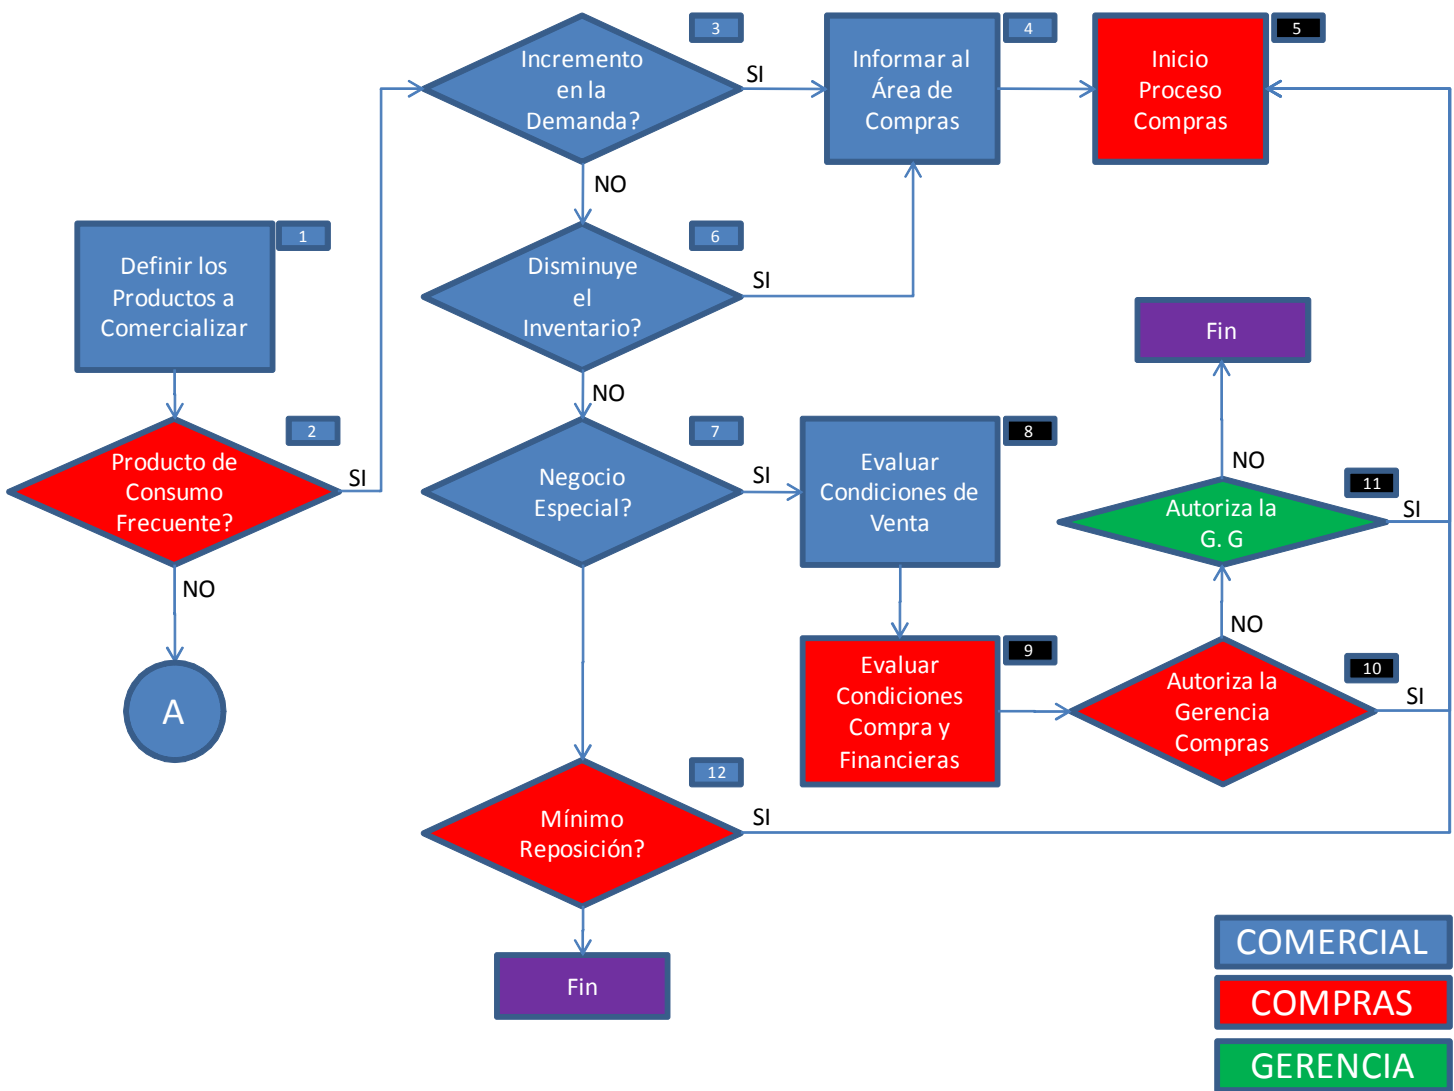 3
Incremento
en la
Demanda?
SI
NO
4
Informar al
Área de
Compras
5
Inicio
Proceso
Compras
1
Definir los
Productos a
Comercializar
2
Producto de
Consumo
Frecuente?
SI
NO
A
6
Disminuye
el
Inventario?
SI
NO
7
Negocio
Especial?
SI
8
Evaluar
Condiciones de
Venta
9
Evaluar
Condiciones
Compra y
Financieras
Fin
NO
11
Autoriza la
G. G
SI
NO
10
Autoriza la
Gerencia
Compras
SI
12
Mínimo
Reposición?
SI
Fin
COMERCIAL
COMPRAS
GERENCIA